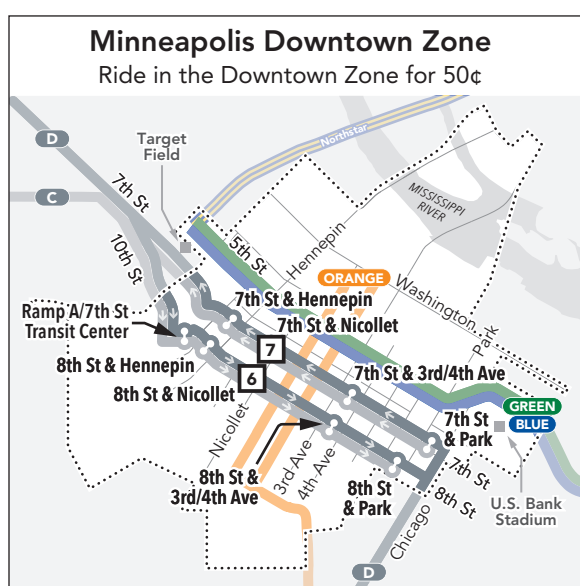 Minneapolis Downtown Zone
Ride in the Downtown Zone for 50¢
D
Target
Field
Northstar
C
7th St
10th St
MISSISSIPPI
RIVER
5th St
Hennepin
ORANGE
Washington
Ramp A/7th St
Transit Center
7th St & Hennepin
7th St & Nicollet
Park
8th St & Hennepin
7
7th St & 3rd/4th Ave
8th St & Nicollet
6
GREEN
BLUE
7th St
& Park
Nicollet
3rd Ave
4th Ave
8th St &
3rd/4th Ave
8th St
& Park
7th St
8th St
U.S. Bank
Stadium
Chicago
D